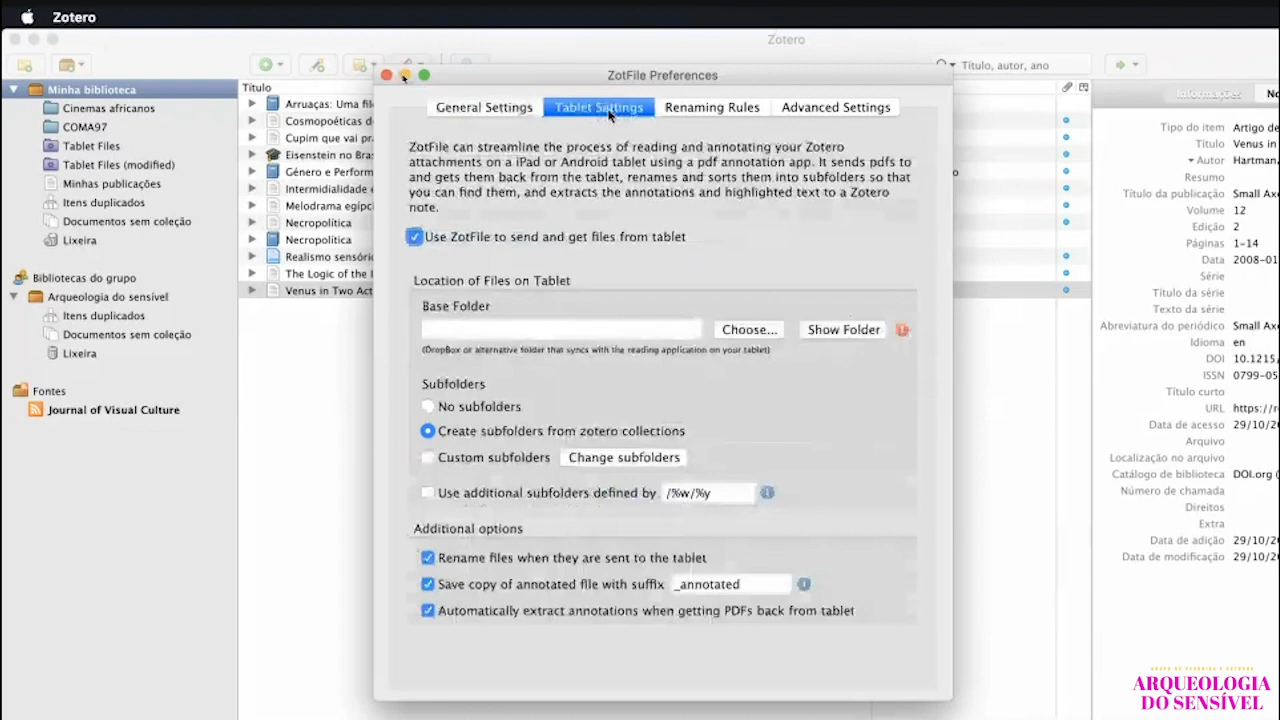 Zotero
Zotero
Título, autor, ano
Minha biblioteca
Cinemas africanos
COMA97
Tablet Files
Tablet Files (modified)
Minhas publicações
Itens duplicados
Documentos sem coleção
Lixeira
Bibliotecas do grupo
Arqueologia do sensível
Itens duplicados
Documentos sem coleção
Lixeira
Fontes
Journal of Visual Culture
Título
Arruaças: Uma fil
Cosmopoéticas de
Cupim que vai pra
Eisenstein no Bras
Género e Perform
Intermidialidade e
Melodrama egípc
Necropolítica
Necropolítica
Realismo sensório
The Logic of the I
Venus in Two Act
ZotFile Preferences
General Settings
Tablet Settings
Renaming Rules
Advanced Settings
ZotFile can streamline the process of reading and annotating your Zotero
attachments on a iPad or Android tablet using a pdf annotation app. It sends pdfs to
and gets them back from the tablet, renames and sorts them into subfolders so that
you can find them, and extracts the annotations and highlighted text to a Zotero
note.
Use ZotFile to send and get files from tablet
Location of Files on Tablet
Base Folder
Choose...
Show Folder
(DropBox or alternative folder that syncs with the reading application on your tablet)
Subfolders
No subfolders
Create subfolders from zotero collections
Custom subfolders
Change subfolders
Use additional subfolders defined by
/%w/%y
Additional options
Rename files when they are sent to the tablet
Save copy of annotated file with suffix
_annotated
Automatically extract annotations when getting PDFs back from tablet
Informações
No
Tipo do item Artigo de
Título Venus in
Autor Hartman
Resumo
Título da publicação Small Axe
Volume 12
Edição 2
Páginas 1-14
Data 2008-01
Série
Título da série
Texto da série
Abreviatura do periódico Small Axe
Idioma en
DOI 10.1215,
ISSN 0799-05
Título curto
URL https://r
Data de acesso 29/10/20
Arquivo
Localização no arquivo
Catálogo de biblioteca DOI.org (
Número de chamada
Direitos
Extra
Data de adição 29/10/20
Data de modificação 29/10/20
GRUPO DE PESQUISA E ESTUDOS
ARQUEOLOGIA
DO SENSÍVEL